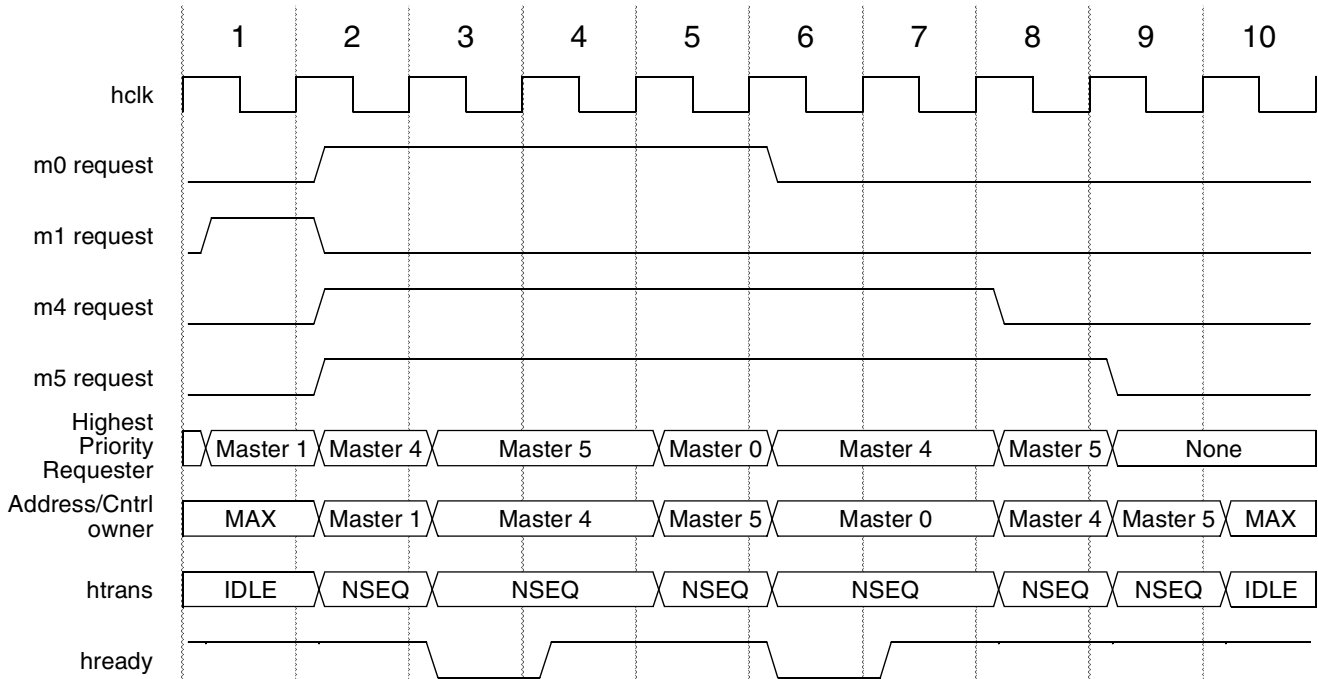 1 2 3 4 5 6 7 8 9 10
hclk
m0 request
m1 request
m4 request
m5 request
Highest
Priority
Requester
Master 1 Master 4 Master 5 Master 0 Master 4 Master 5 None
Address/Cntrl
owner
MAX Master 1 Master 4 Master 5 Master 0 Master 4 Master 5 MAX
htrans IDLE NSEQ NSEQ NSEQ NSEQ NSEQ NSEQ IDLE
hready